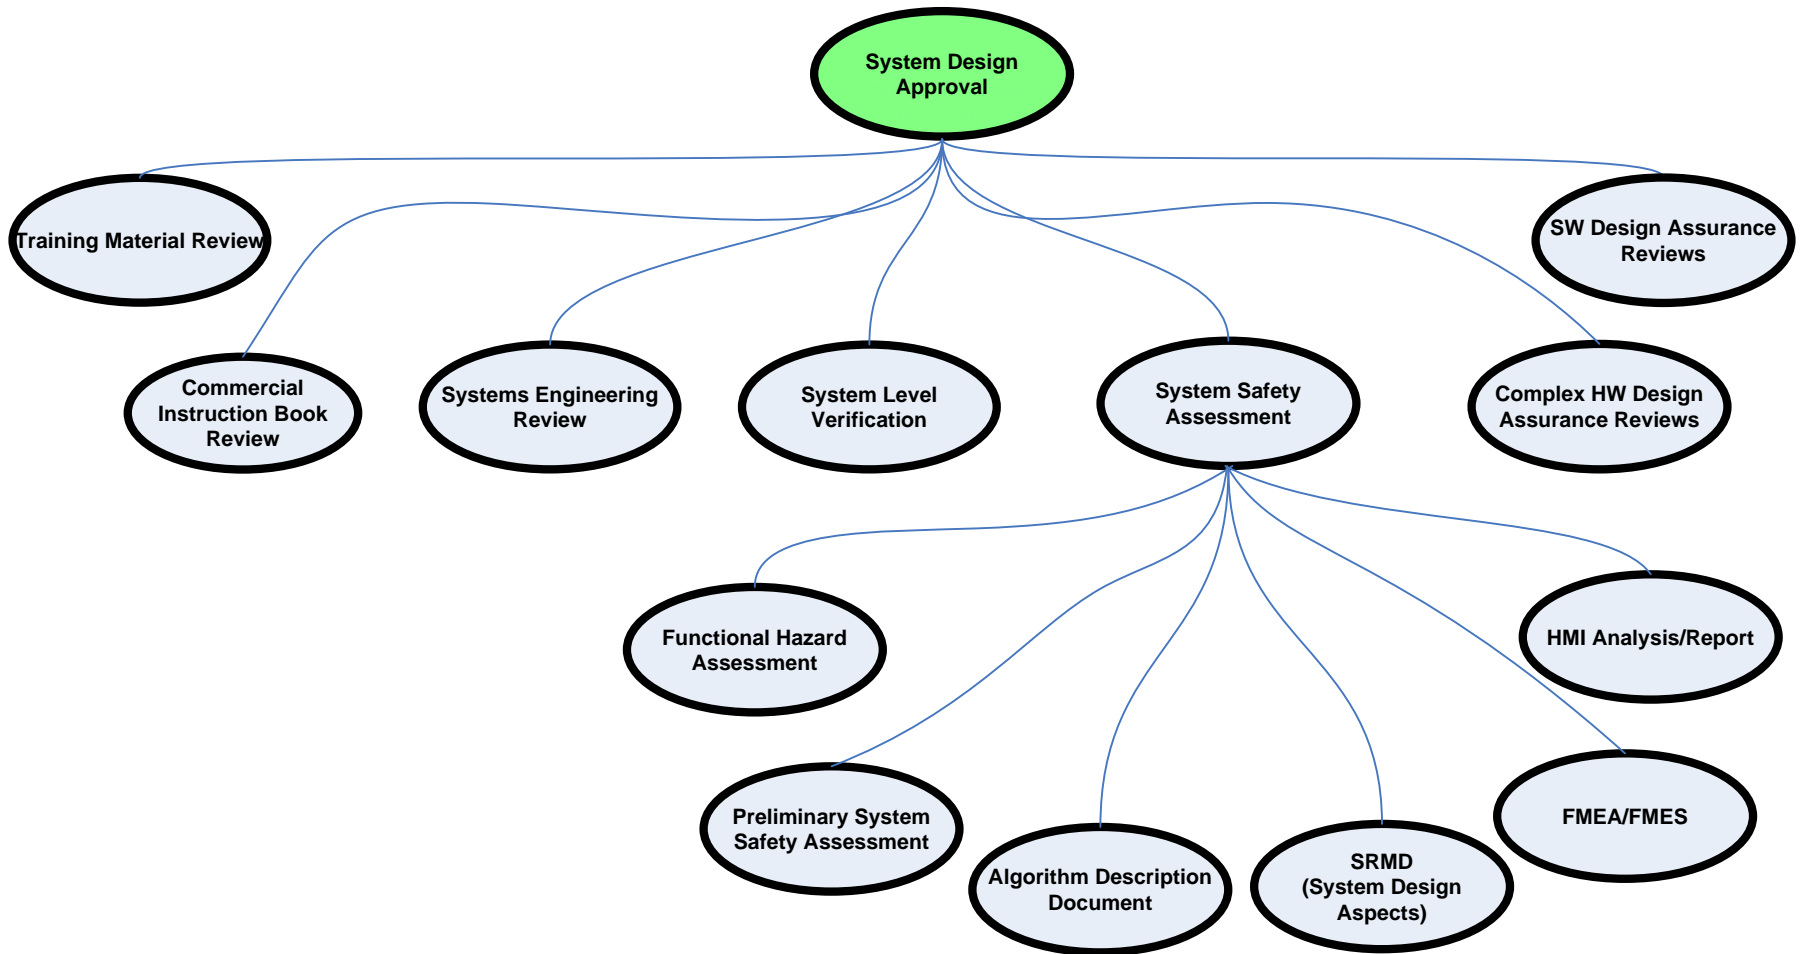 System Design
Approval
Training Material Review
SW Design Assurance
Reviews
Commercial
Instruction Book
Review
Systems Engineering
Review
System Level
Verification
System Safety
Assessment
Complex HW Design
Assurance Reviews
Functional Hazard
Assessment
HMI Analysis/Report
Preliminary System
Safety Assessment
Algorithm Description
Document
SRMD
(System Design
Aspects)
FMEA/FMES